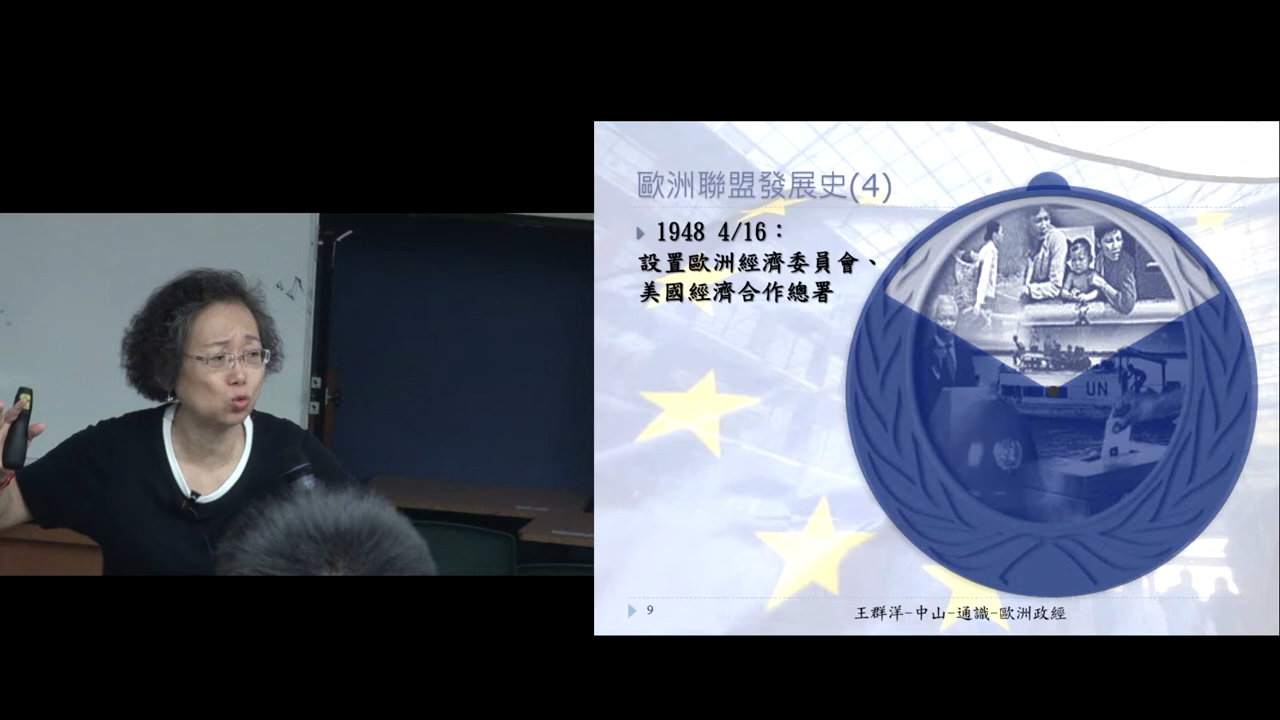 歐洲聯盟發展史(4)
1948 4/16：
設置歐洲經濟委員會、
美國經濟合作總署
UN
9
王群洋-中山-通識-歐洲政經